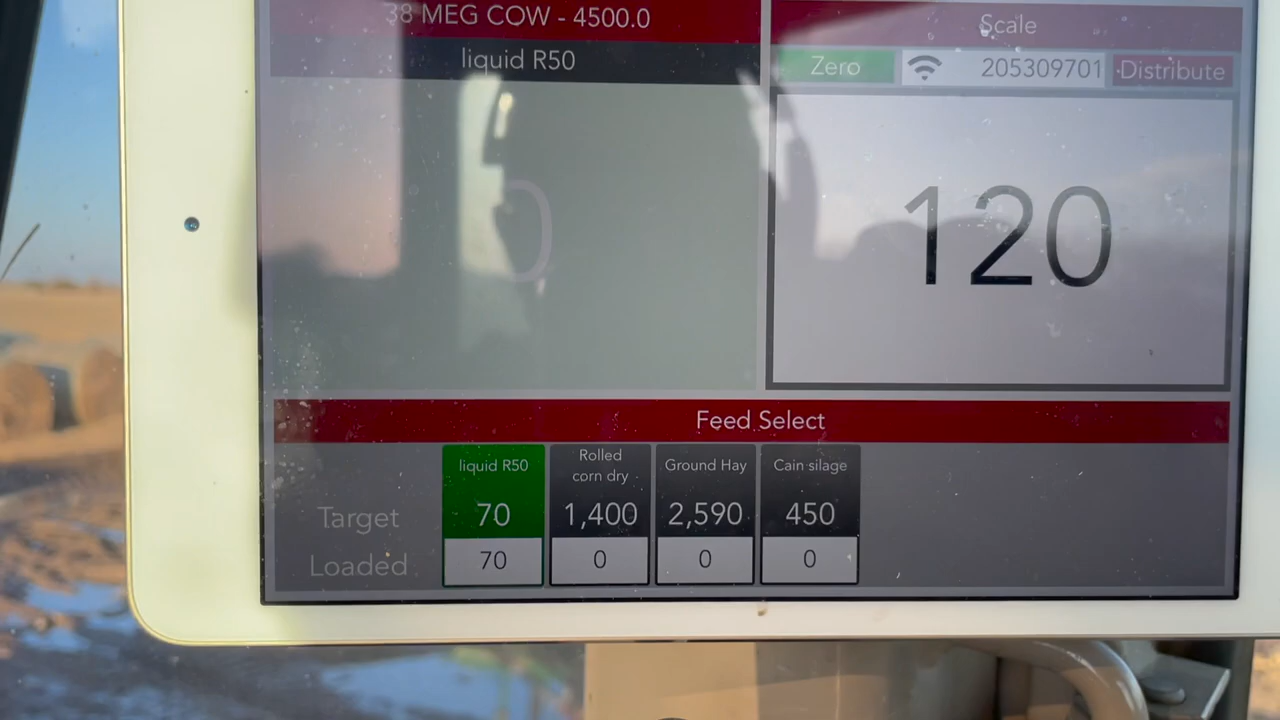 38 MEG COW - 4500.0
liquid R50
0
Scale
Zero
205309701
Distribute
120
Feed Select
liquid R50
Rolled
corn dry
Ground Hay
Cain silage
Target
70
1,400
2,590
450
Loaded
70
0
0
0